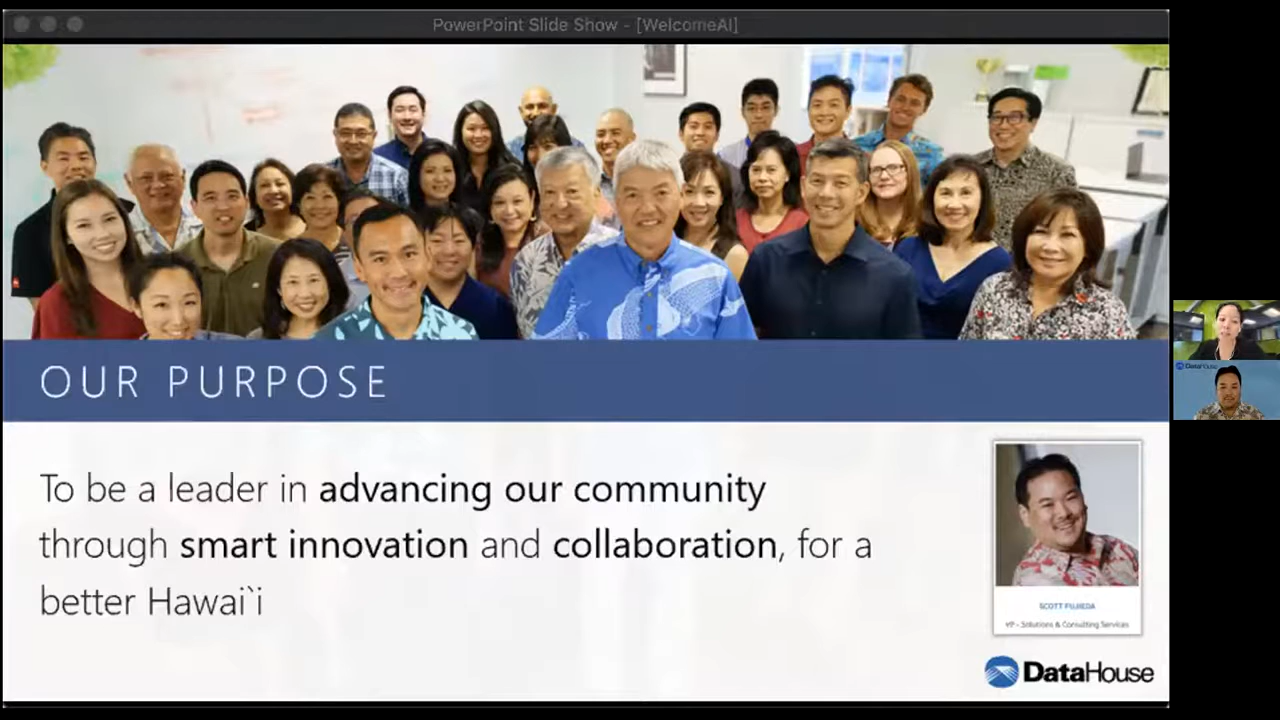 PowerPoint Slide Show - [WelcomeAI]
OUR PURPOSE
To be a leader in advancing our community
through smart innovation and collaboration, for a
better Hawai`i
SCOTT FUJIEDA
VP - Solutions & Consulting Services
DataHouse
DataHouse